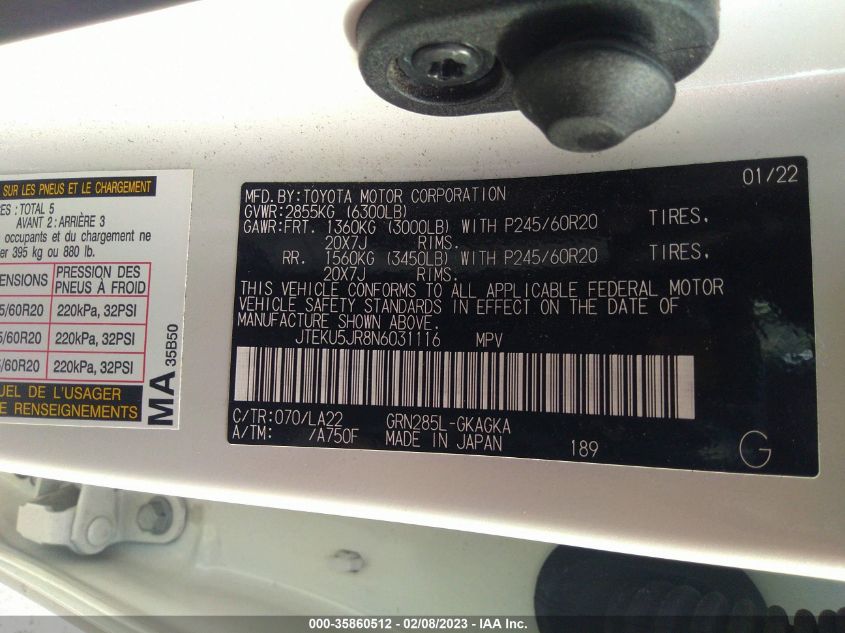 SUR LES PNEUS ET LE CHARGEMENT
TOTAL 5
AVANT 2 : ARRIÈRE 3
occupants et du chargement ne
395 kg ou 880 lb.
PRESSION DES
PNEUS À FROID
5/60R20 220kPa, 32PSI
5/60R20 220kPa, 32PSI
/60R20 220kPa, 32PSI
DE L'USAGER
DE RENSEIGNEMENTS
MA 35B50
01/22
MFD.BY:TOYOTA MOTOR CORPORATION
GVWR:2855KG (6300LB)
GAWR:FRT. 1360KG (3000LB) WITH P245/60R20 TIRES,
20X7J RIMS.
RR. 1560KG (3450LB) WITH P245/60R20 TIRES,
20X7J RIMS.
THIS VEHICLE CONFORMS TO ALL APPLICABLE FEDERAL MOTOR
VEHICLE SAFETY STANDARDS IN EFFECT ON THE DATE OF
MANUFACTURE SHOWN ABOVE.
JTEKU5JR8N6031116 MPV
C/TR:070/LA22 GRN285L-GKAGKA
A/TM: /A750F MADE IN JAPAN 189 G
000-35860512 - 02/08/2023 - IAA Inc.